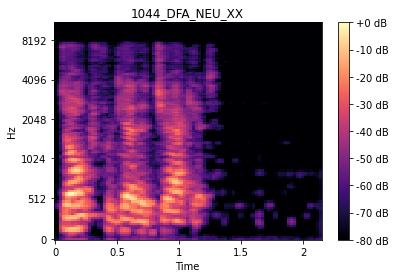 1044_DFA_NEU_XX
+0 dB
8192
-10 dB
4096
-20 dB
-30 dB
2048
Hz
-40 dB
1024
-50 dB
512
-60 dB
-70 dB
0
-80 dB
0
0.5
1
1.5
2
Time